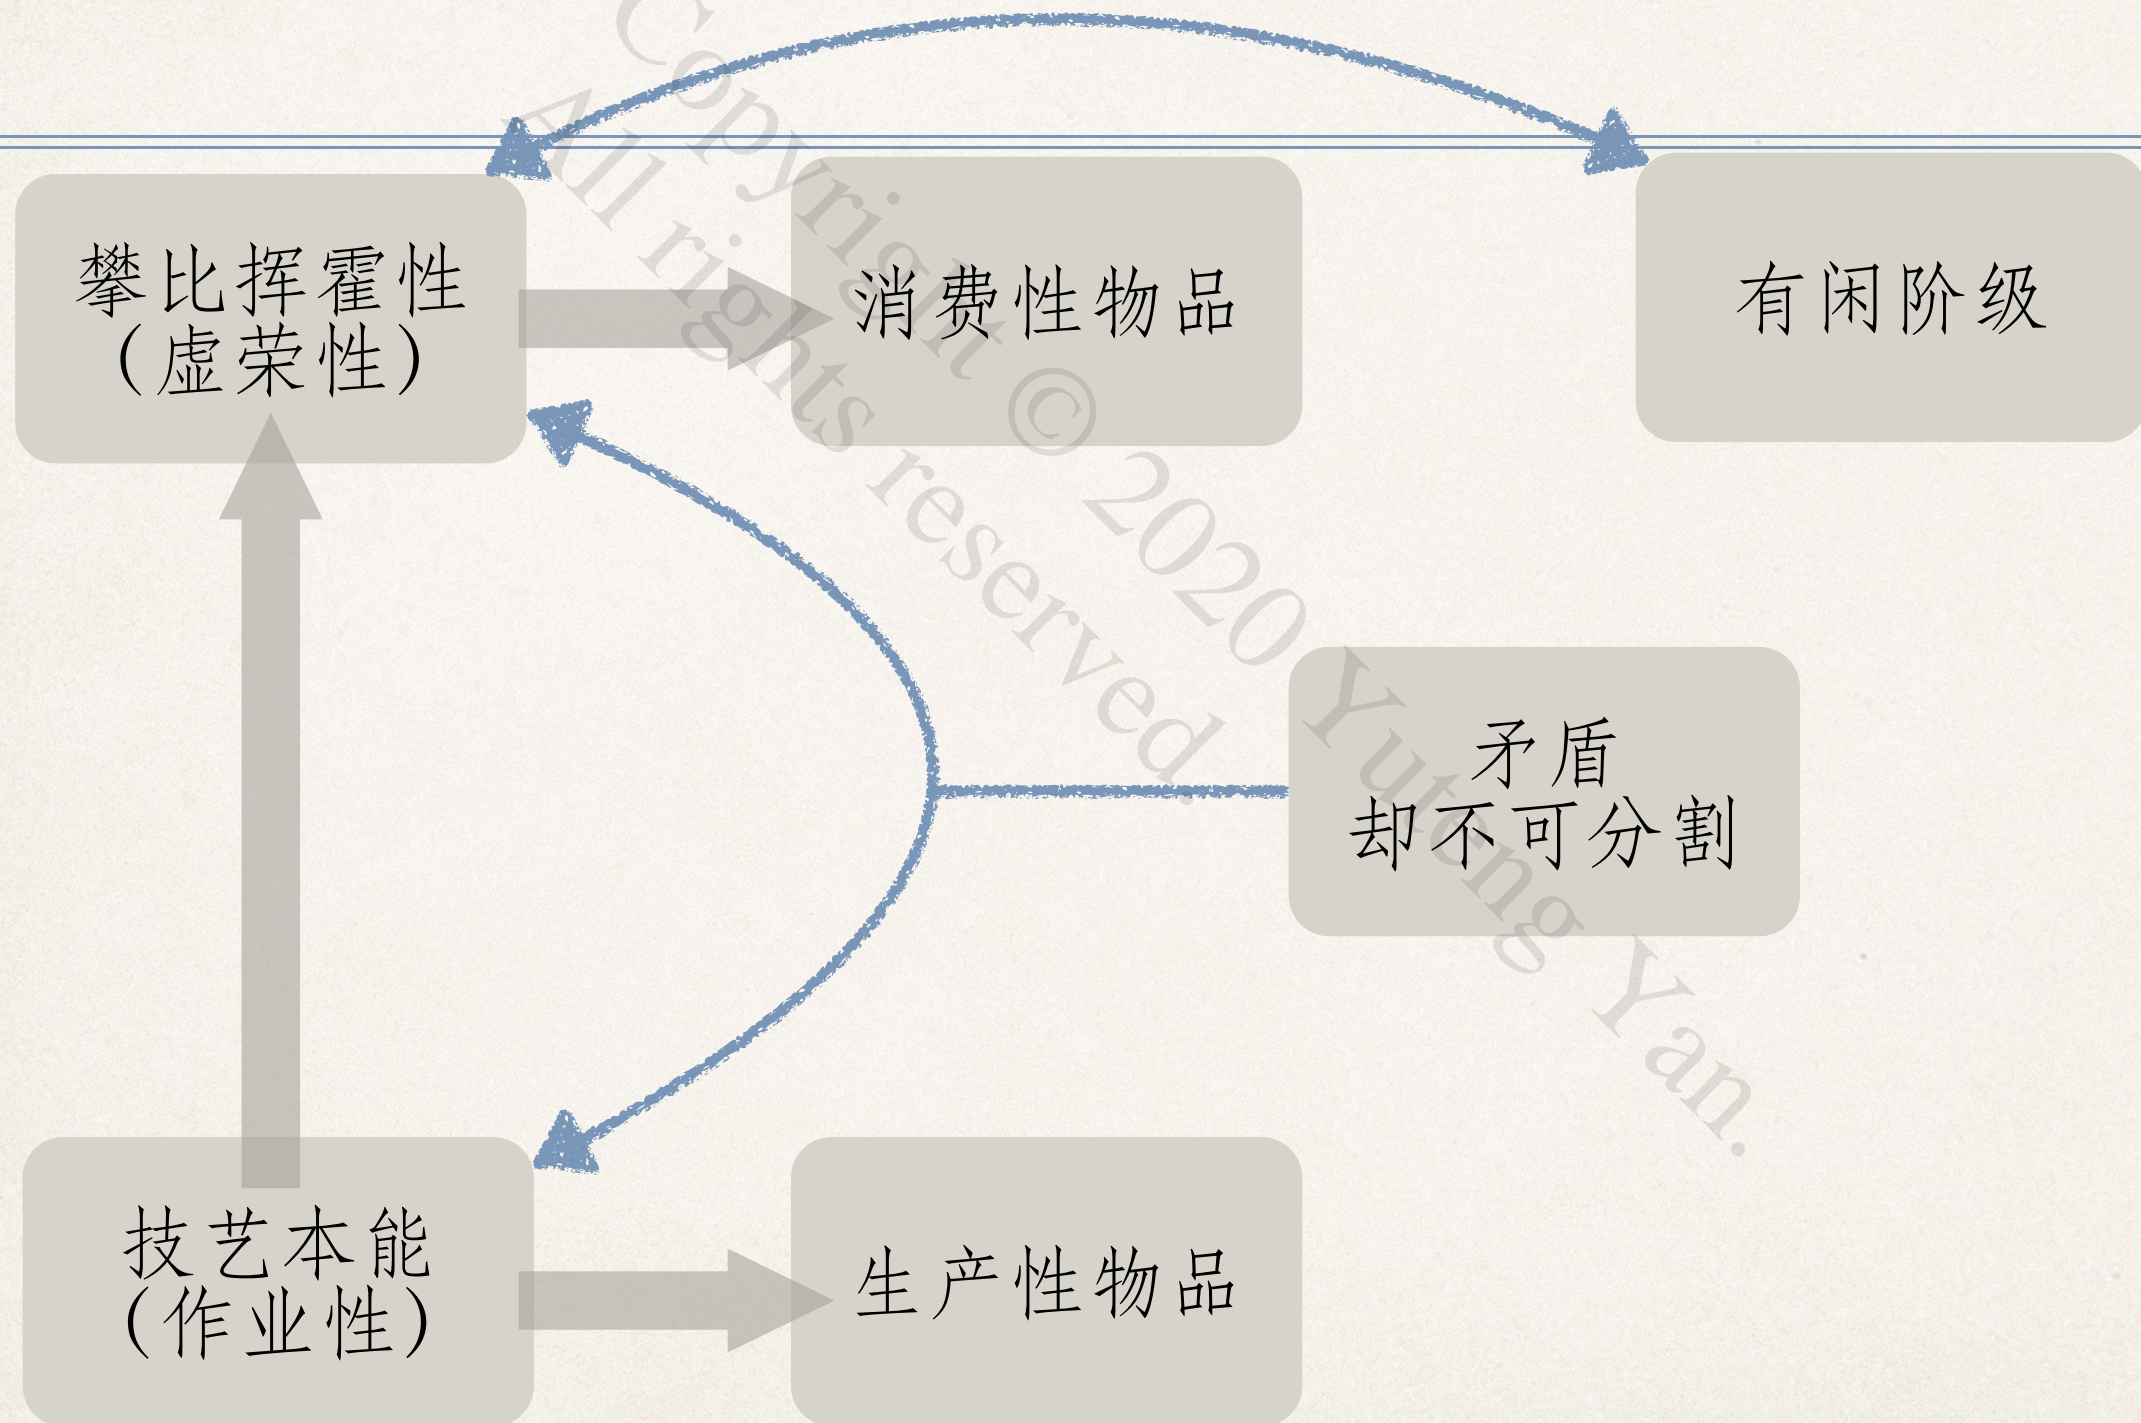 攀比挥霍性
（虚荣性）
消费性物品
有闲阶级
矛盾
却不可分割
技艺本能
（作业性）
生产性物品
Copyright © 2020 Yuteng Yan.
All rights reserved.